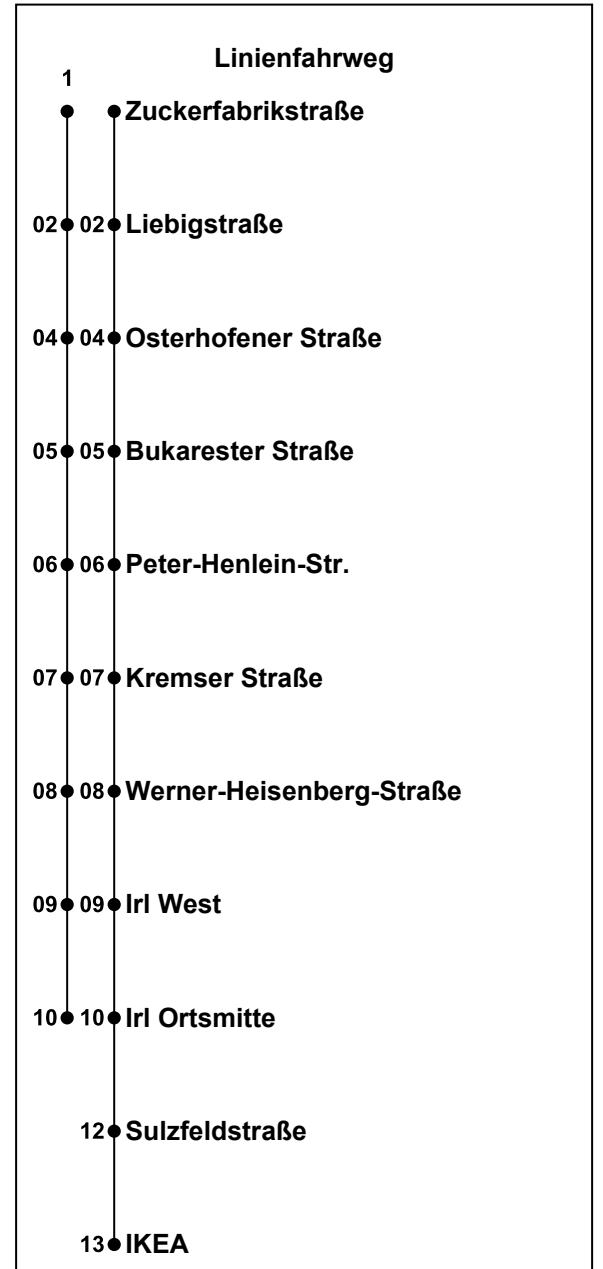 Linienfahrweg
1
Zuckerfabrikstraße
02 02 Liebigstraße
04 04 Osterhofener Straße
05 05 Bukarester Straße
06 06 Peter-Henlein-Str.
07 07 Kremser Straße
08 08 Werner-Heisenberg-Straße
09 09 Irl West
10 10 Irl Ortsmitte
12 Sulzfeldstraße
13 IKEA